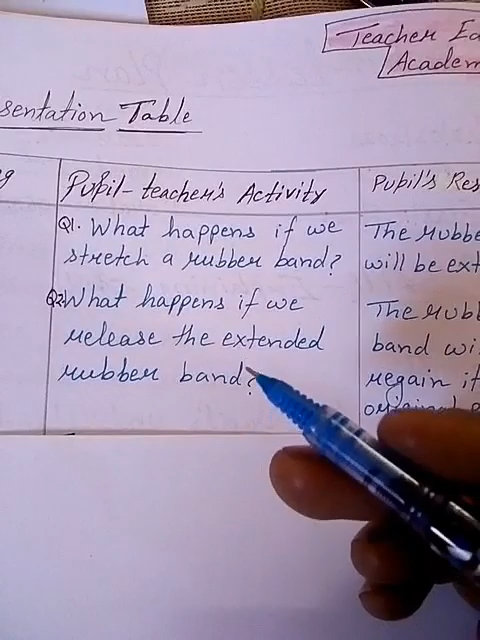 Teacher
Academ
sentation Table
Pupil-teacher's Activity
Pupil's Res
Q1. What happens if we
stretch a rubber band?
The rubbe
will be ext
Q2. What happens if we
release the extended
rubber band?
The rubb
band wi
regain it